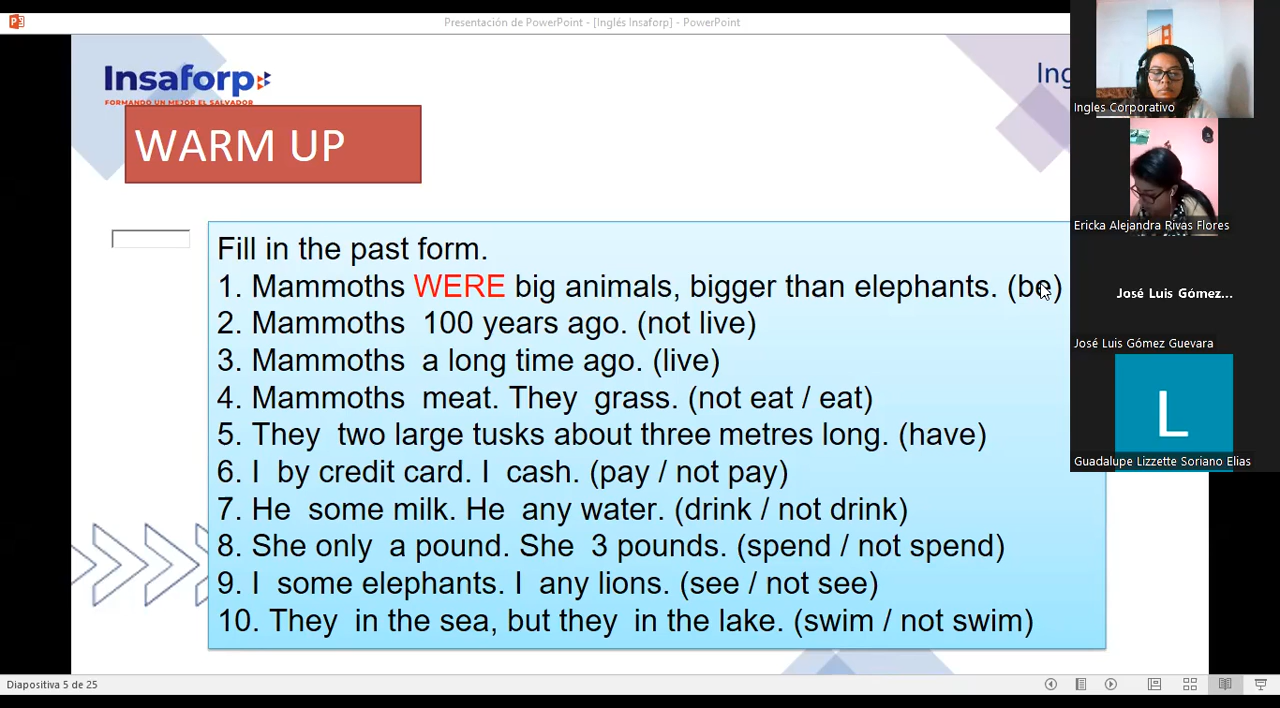 Presentación de PowerPoint - [Inglés Insaforp] - PowerPoint
Insaforp
FORMANDO UN MEJOR EL SALVADOR
Ing
WARM UP
Fill in the past form.
1. Mammoths WERE big animals, bigger than elephants. (be)
2. Mammoths 100 years ago. (not live)
3. Mammoths a long time ago. (live)
4. Mammoths meat. They grass. (not eat / eat)
5. They two large tusks about three metres long. (have)
6. I by credit card. I cash. (pay / not pay)
7. He some milk. He any water. (drink / not drink)
8. She only a pound. She 3 pounds. (spend / not spend)
9. I some elephants. I any lions. (see / not see)
10. They in the sea, but they in the lake. (swim / not swim)
Ingles Corporativo
Ericka Alejandra Rivas Flores
José Luis Gómez...
José Luis Gómez Guevara
L
Guadalupe Lizzette Soriano Elias
Diapositiva 5 de 25